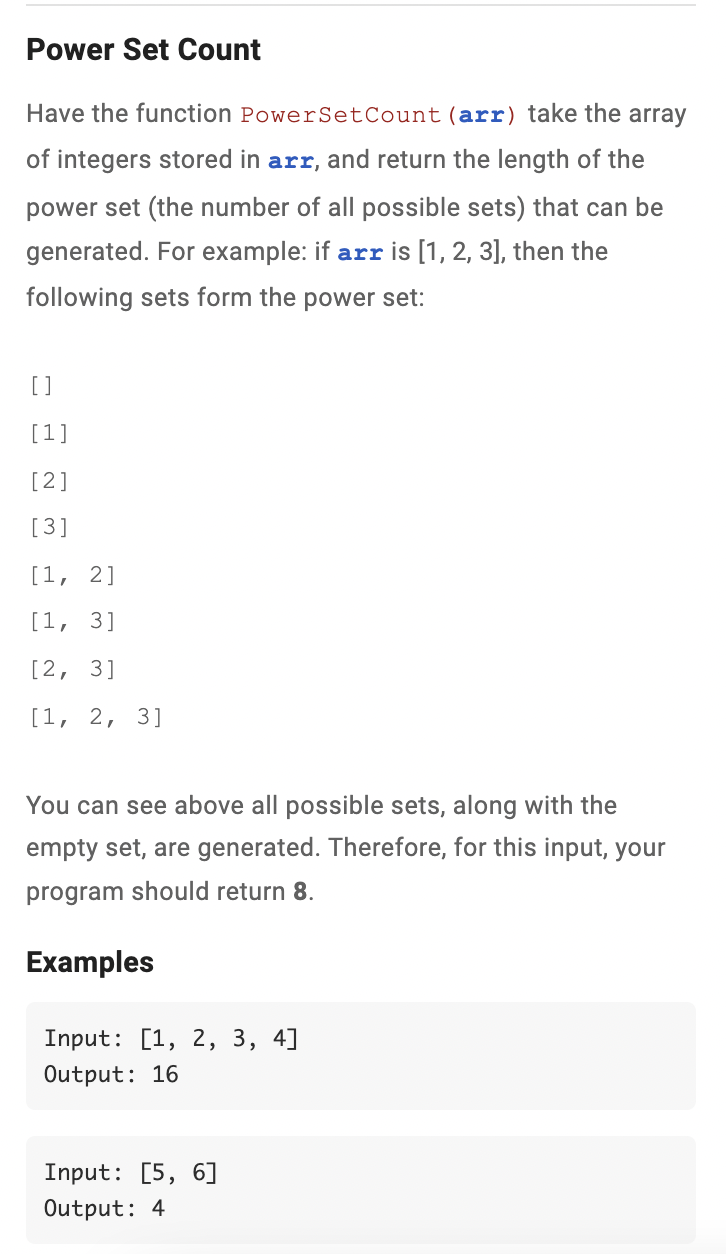 Power Set Count
Have the function PowerSetCount(arr) take the array
of integers stored in arr, and return the length of the
power set (the number of all possible sets) that can be
generated. For example: if arr is [1, 2, 3], then the
following sets form the power set:
[]
[1]
[2]
[3]
[1, 2]
[1, 3]
[2, 3]
[1, 2, 3]
You can see above all possible sets, along with the
empty set, are generated. Therefore, for this input, your
program should return 8.
Examples
Input: [1, 2, 3, 4]
Output: 16
Input: [5, 6]
Output: 4